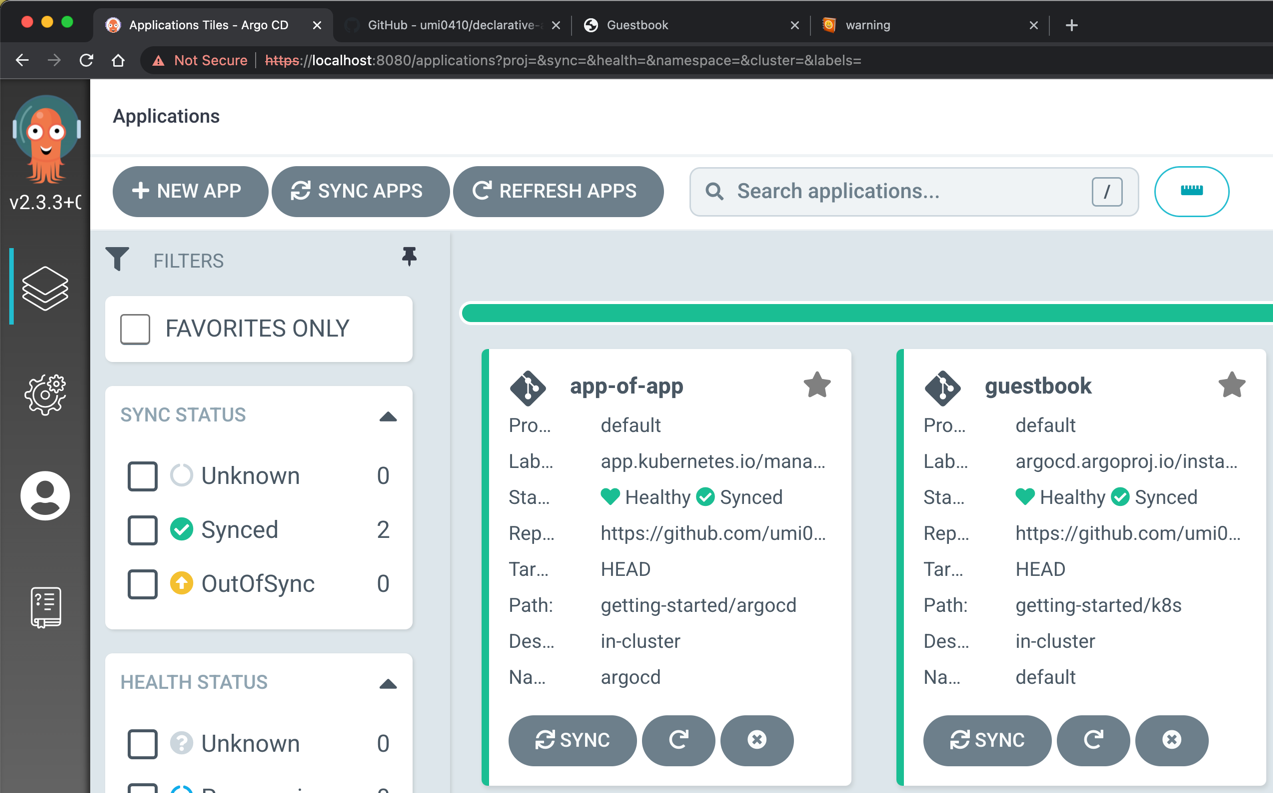 Applications Tiles - Argo CD
GitHub - umi0410/declarative-
Guestbook
warning
Not Secure https://localhost:8080/applications?proj=&sync=&health=&namespace=&cluster=&labels=
v2.3.3+
Applications
NEW APP
SYNC APPS
REFRESH APPS
Search applications...
/
FILTERS
FAVORITES ONLY
SYNC STATUS
Unknown 0
Synced 2
OutOfSync 0
HEALTH STATUS
Unknown 0
app-of-app
Pro... default
Lab... app.kubernetes.io/mana...
Sta... Healthy Synced
Rep... https://github.com/umi0...
Tar... HEAD
Path: getting-started/argocd
Des... in-cluster
Na... argocd
SYNC
guestbook
Pro... default
Lab... argocd.argoproj.io/insta...
Sta... Healthy Synced
Rep... https://github.com/umi0...
Tar... HEAD
Path: getting-started/k8s
Des... in-cluster
Na... default
SYNC